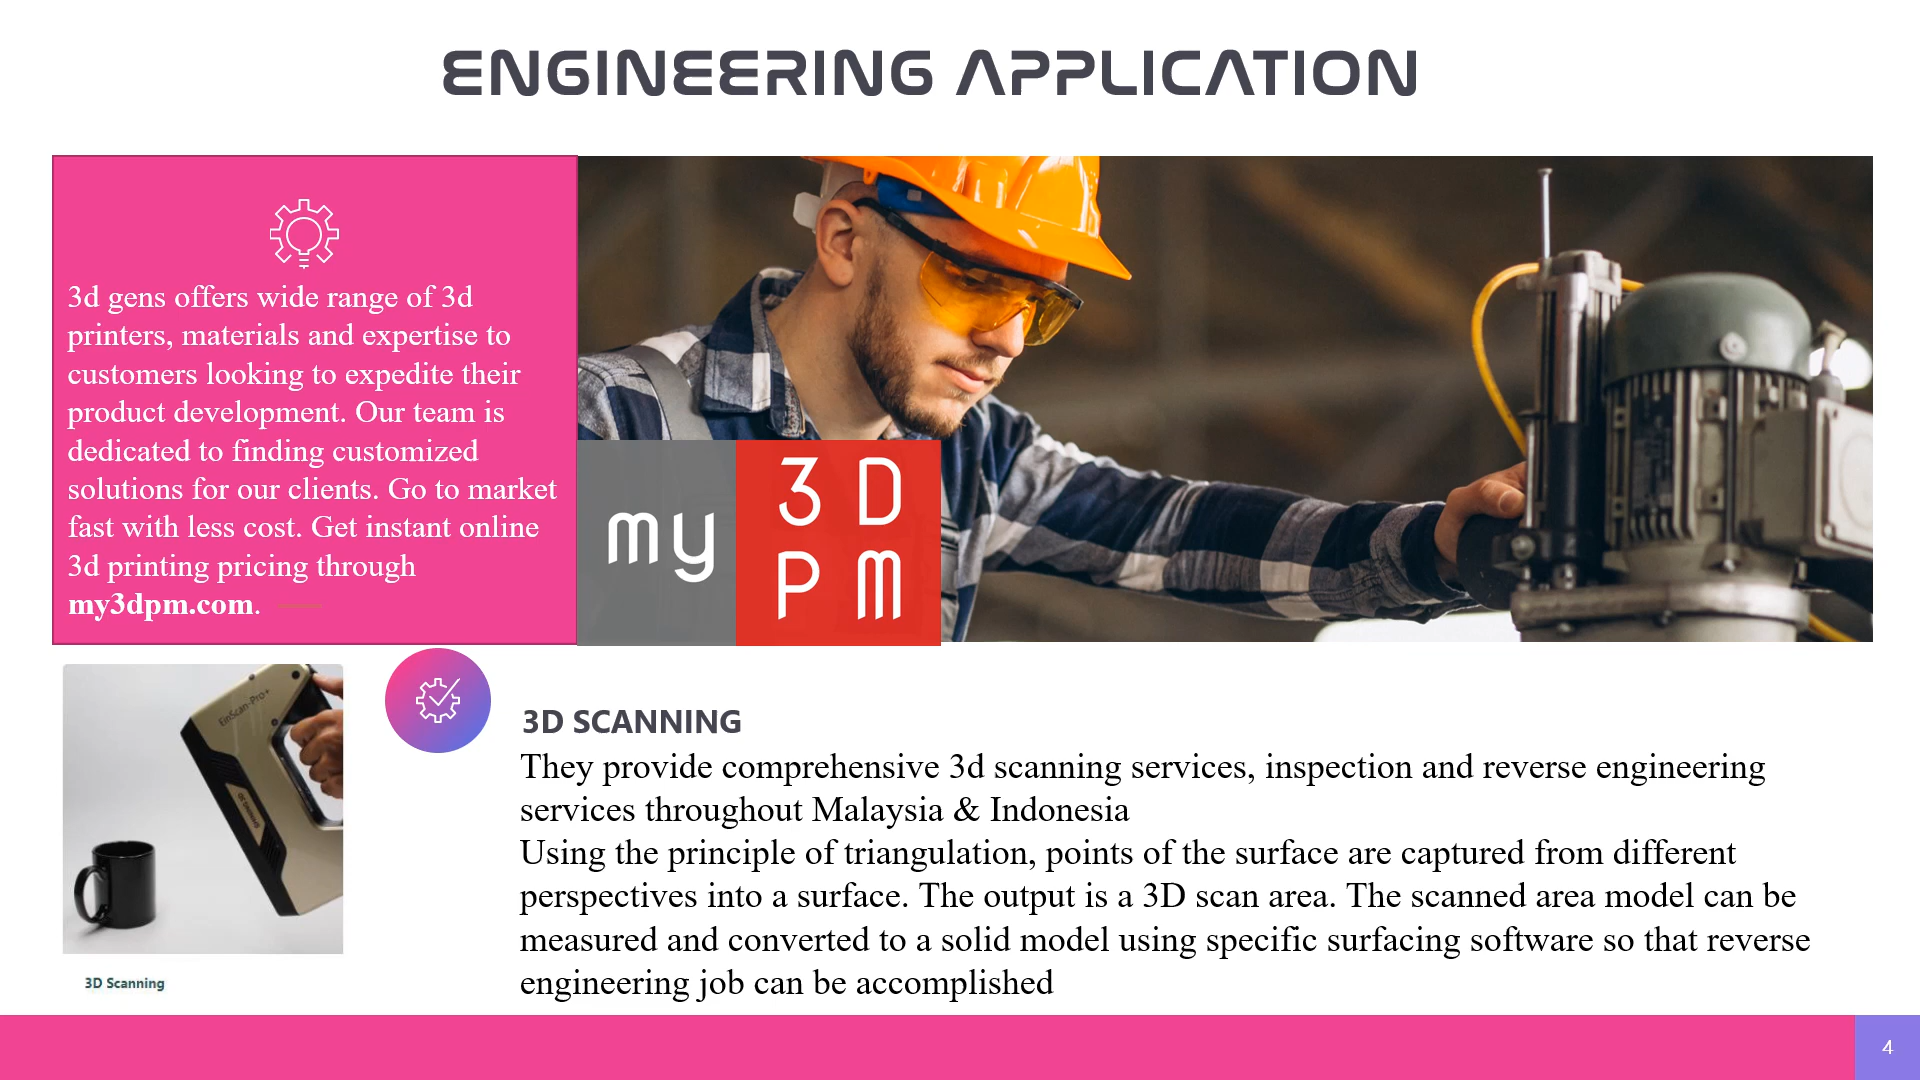 ENGINEERING APPLICATION
3d gens offers wide range of 3d
printers, materials and expertise to
customers looking to expedite their
product development. Our team is
dedicated to finding customized
solutions for our clients. Go to market
fast with less cost. Get instant online
3d printing pricing through
my3dpm.com.
my
3 D
P M
EinScan-Pro+
3D SCANNING
They provide comprehensive 3d scanning services, inspection and reverse engineering
services throughout Malaysia & Indonesia
Using the principle of triangulation, points of the surface are captured from different
perspectives into a surface. The output is a 3D scan area. The scanned area model can be
measured and converted to a solid model using specific surfacing software so that reverse
engineering job can be accomplished
3D Scanning
4